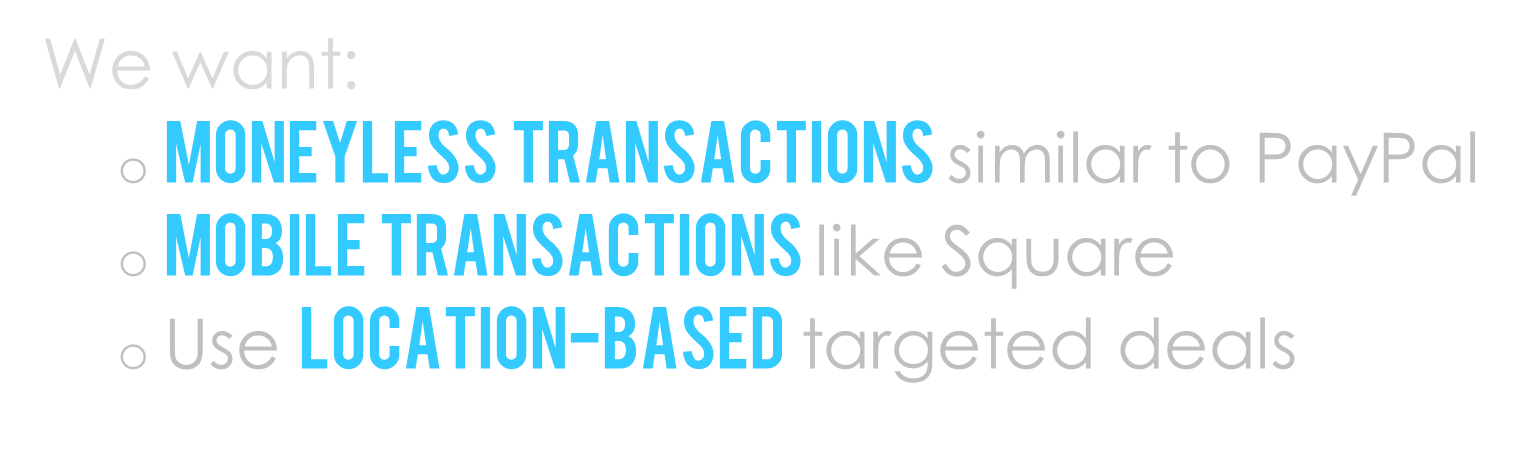 We want:
MONEYLESS TRANSACTIONS similar to PayPal
MOBILE TRANSACTIONS like Square
Use LOCATION-BASED targeted deals